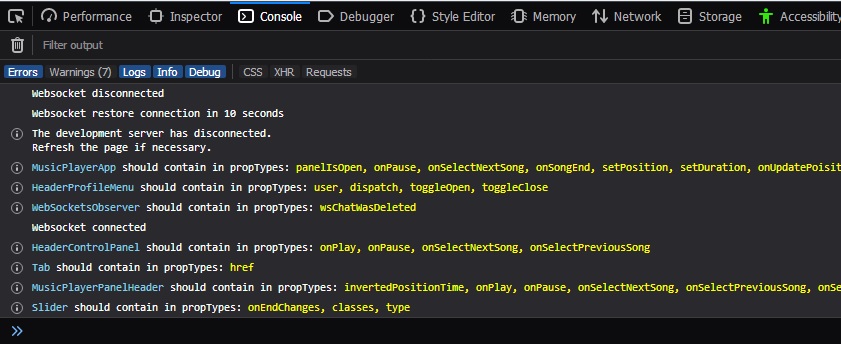 Performance Inspector Console Debugger Style Editor Memory Network Storage Accessibility
Filter output
Errors Warnings (7) Logs Info Debug CSS XHR Requests
Websocket disconnected
Websocket restore connection in 10 seconds
The development server has disconnected.
Refresh the page if necessary.
MusicPlayerApp should contain in propTypes: panelIsOpen, onPause, onSelectNextSong, onSongEnd, setPosition, setDuration, onUpdatePoisit
HeaderProfileMenu should contain in propTypes: user, dispatch, toggleOpen, toggleClose
WebSocketsObserver should contain in propTypes: wsChatWasDeleted
Websocket connected
HeaderControlPanel should contain in propTypes: onPlay, onPause, onSelectNextSong, onSelectPreviousSong
Tab should contain in propTypes: href
MusicPlayerPanelHeader should contain in propTypes: invertedPositionTime, onPlay, onPause, onSelectNextSong, onSelectPreviousSong, onSe
Slider should contain in propTypes: onEndChanges, classes, type